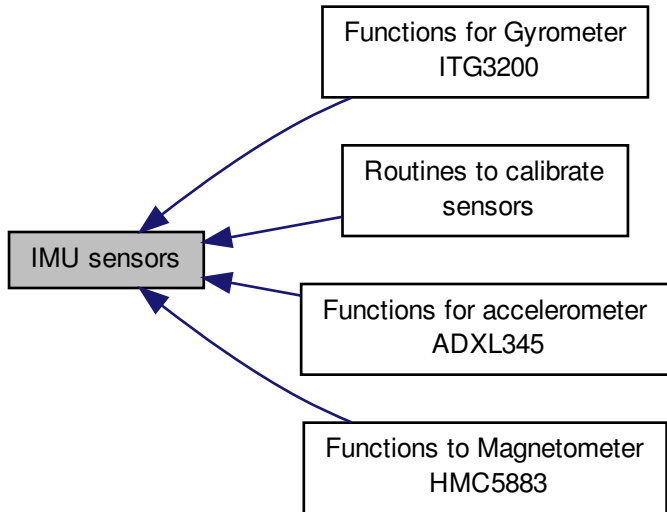 Functions for Gyrometer
ITG3200
Routines to calibrate
sensors
IMU sensors
Functions for accelerometer
ADXL345
Functions to Magnetometer
HMC5883